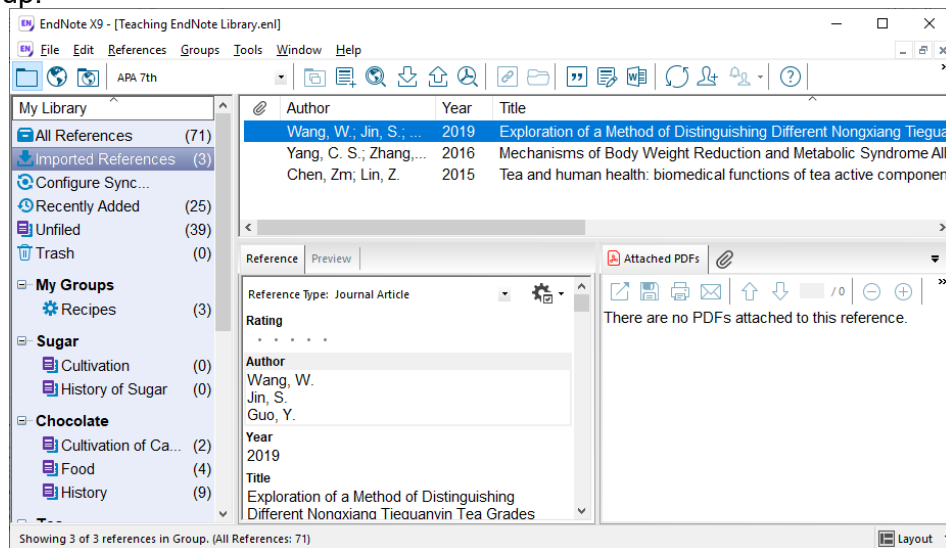 up.
EndNote X9 - [Teaching EndNote Library.enl]
File Edit References Groups Tools Window Help
APA 7th
My Library
All References (71)
Imported References (3)
Configure Sync...
Recently Added (25)
Unfiled (39)
Trash (0)
My Groups
Recipes (3)
Sugar
Cultivation (0)
History of Sugar (0)
Chocolate
Cultivation of Ca... (2)
Food (4)
History (9)
Author Year Title
Wang, W.; Jin, S.; ... 2019 Exploration of a Method of Distinguishing Different Nongxiang Tiegua
Yang, C. S.; Zhang,... 2016 Mechanisms of Body Weight Reduction and Metabolic Syndrome All
Chen, Zm; Lin, Z. 2015 Tea and human health: biomedical functions of tea active componen
Reference Preview
Reference Type: Journal Article
Rating
Author
Wang, W.
Jin, S.
Guo, Y.
Year
2019
Title
Exploration of a Method of Distinguishing
Different Nongxiang Tieguanyin Tea Grades
Attached PDFs
/0
There are no PDFs attached to this reference.
Showing 3 of 3 references in Group. (All References: 71)
Layout